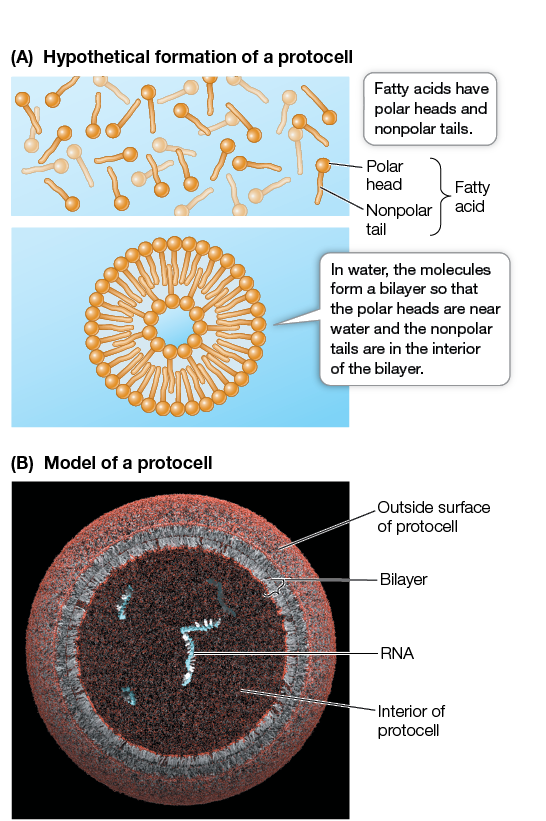 (A) Hypothetical formation of a protocell
Fatty acids have
polar heads and
nonpolar tails.
Polar
head
Nonpolar
tail
Fatty
acid
In water, the molecules
form a bilayer so that
the polar heads are near
water and the nonpolar
tails are in the interior
of the bilayer.
(B) Model of a protocell
Outside surface
of protocell
Bilayer
RNA
Interior of
protocell